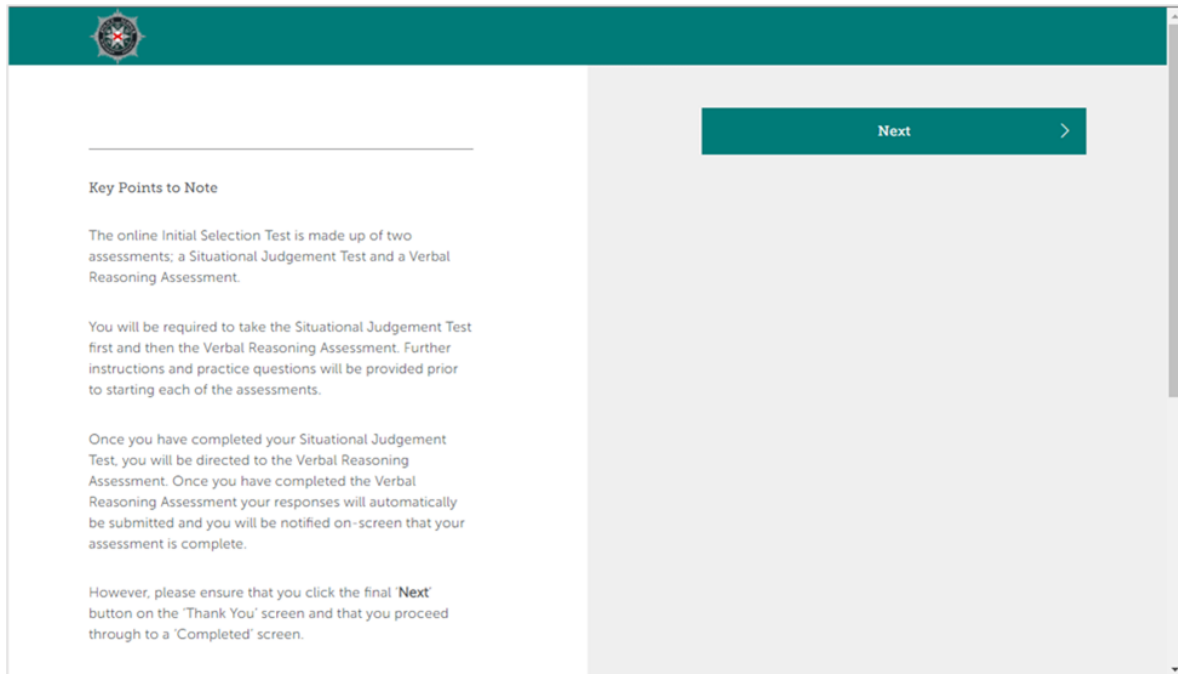 Next
Key Points to Note
The online Initial Selection Test is made up of two
assessments; a Situational Judgement Test and a Verbal
Reasoning Assessment.
You will be required to take the Situational Judgement Test
first and then the Verbal Reasoning Assessment. Further
instructions and practice questions will be provided prior
to starting each of the assessments.
Once you have completed your Situational Judgement
Test, you will be directed to the Verbal Reasoning
Assessment. Once you have completed the Verbal
Reasoning Assessment your responses will automatically
be submitted and you will be notified on-screen that your
assessment is complete.
However, please ensure that you click the final 'Next'
button on the 'Thank You' screen and that you proceed
through to a 'Completed' screen.